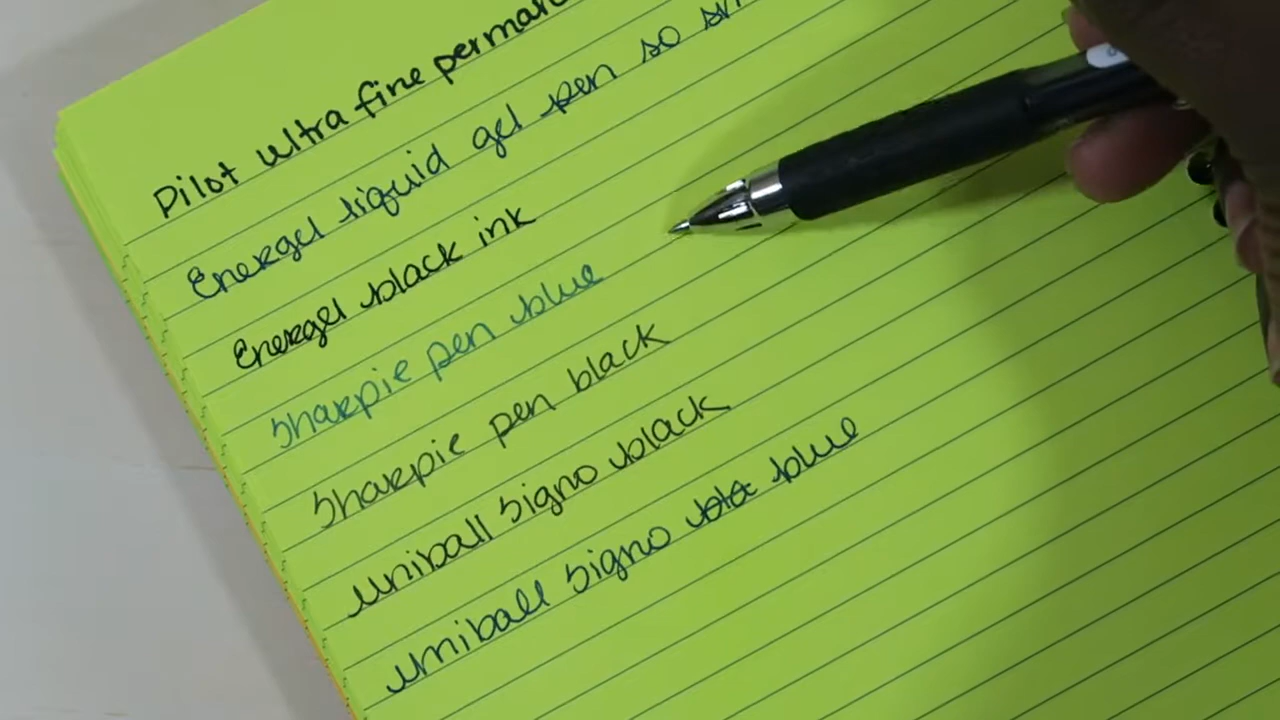 Pilot ultra fine
Energel liquid gel pen so
Energel black ink
Sharpie pen blue
Sharpie pen black
uniball signo black
uniball signo blue